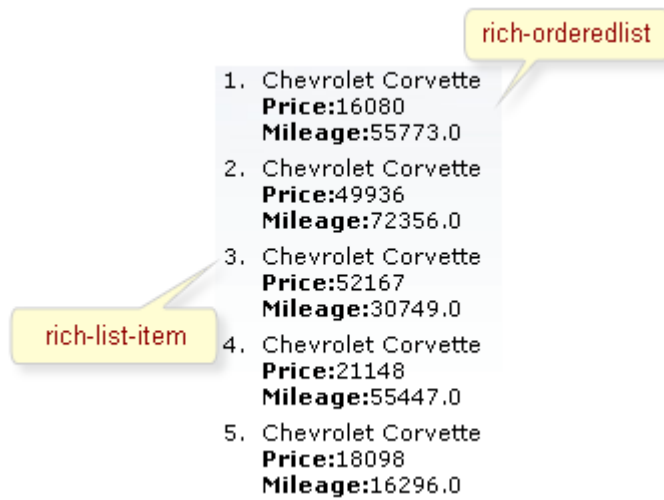 rich-orderedlist
1. Chevrolet Corvette
Price:16080
Mileage:55773.0
2. Chevrolet Corvette
Price:49936
Mileage:72356.0
3. Chevrolet Corvette
Price:52167
Mileage:30749.0
rich-list-item
4. Chevrolet Corvette
Price:21148
Mileage:55447.0
5. Chevrolet Corvette
Price:18098
Mileage:16296.0